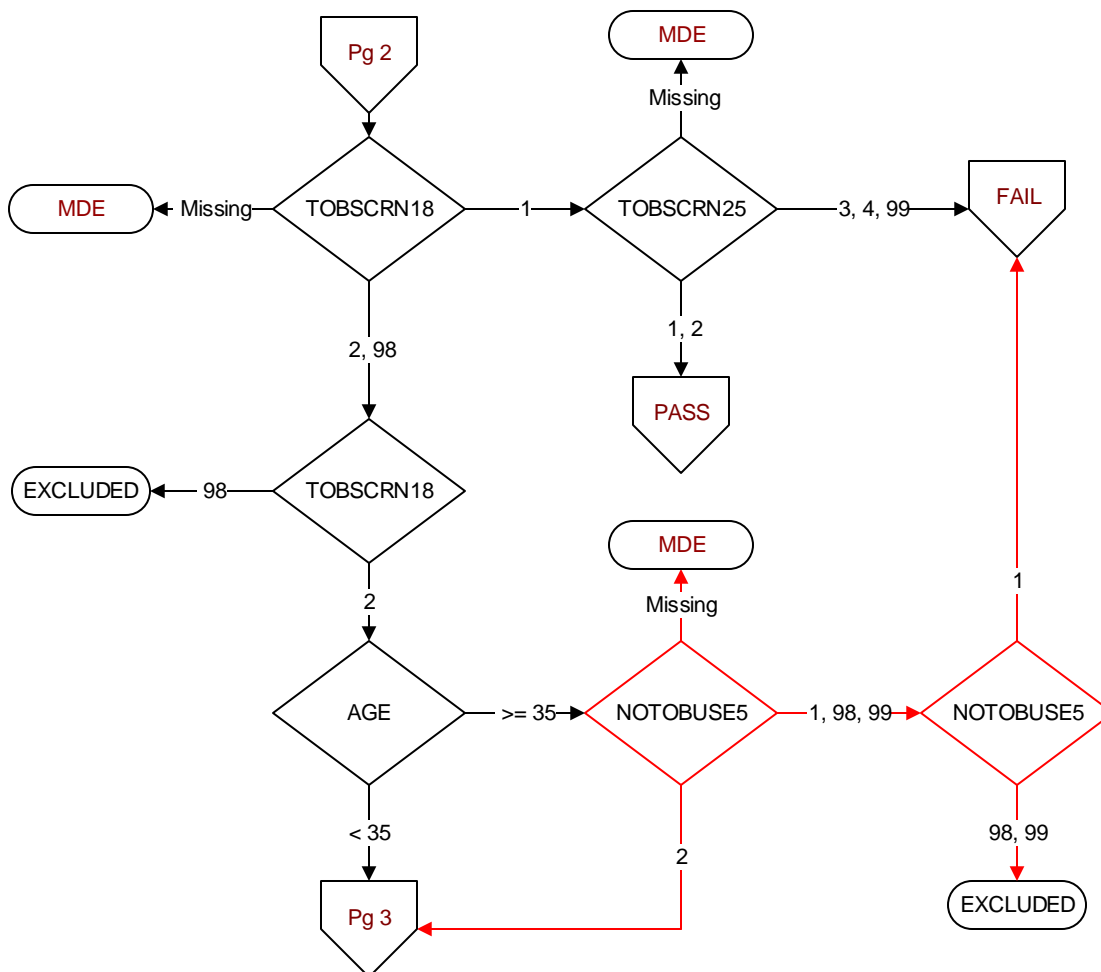 MDE
Pg 2
Missing
MDE
Missing
TOBSCRN18
1
TOBSCRN25
3, 4, 99
FAIL
2, 98
1, 2
PASS
EXCLUDED
98
TOBSCRN18
MDE
2
Missing
1
AGE
>= 35
NOTOBUSE5
1, 98, 99
NOTOBUSE5
< 35
2
98, 99
Pg 3
EXCLUDED